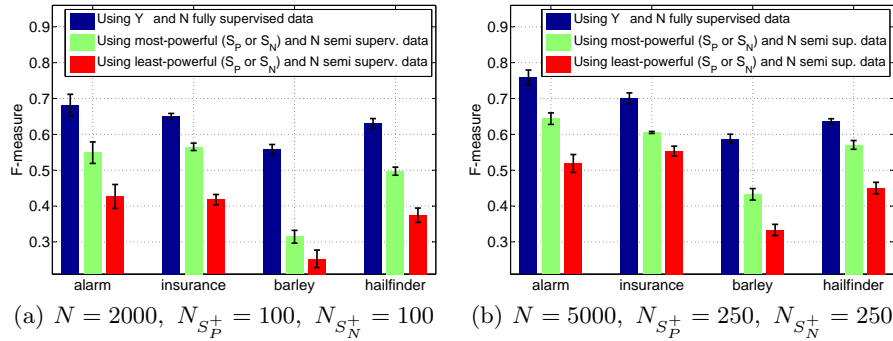 0.9
0.8
0.7
0.6
0.5
0.4
0.3
F-measure
Using Y and N fully supervised data
Using most-powerful (S_P or S_N) and N semi superv. data
Using least-powerful (S_P or S_N) and N semi superv. data
alarm insurance barley hailfinder
(a) N = 2000, N_{S_P^+} = 100, N_{S_N^+} = 100
0.9
0.8
0.7
0.6
0.5
0.4
0.3
F-measure
Using Y and N fully supervised data
Using most-powerful (S_P or S_N) and N semi sup. data
Using least-powerful (S_P or S_N) and N semi sup. data
alarm insurance barley hailfinder
(b) N = 5000, N_{S_P^+} = 250, N_{S_N^+} = 250